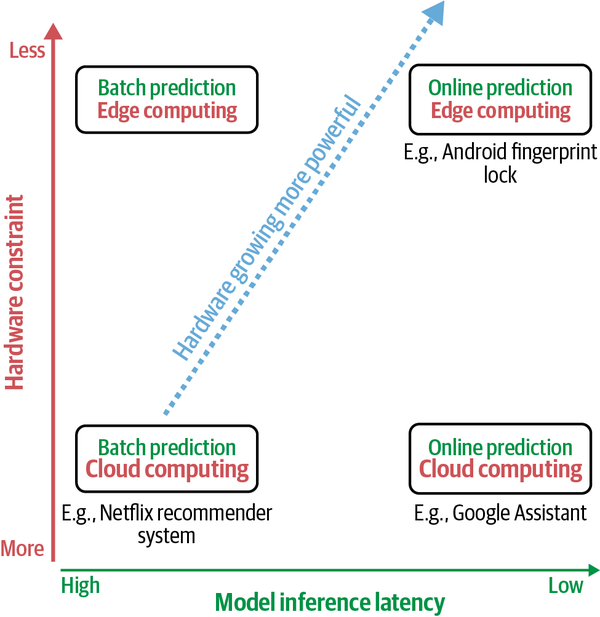 Less
Batch prediction
Edge computing
Online prediction
Edge computing
E.g., Android fingerprint
lock
Hardware growing more powerful
Hardware constraint
Batch prediction
Cloud computing
E.g., Netflix recommender
system
Online prediction
Cloud computing
E.g., Google Assistant
More
High
Low
Model inference latency